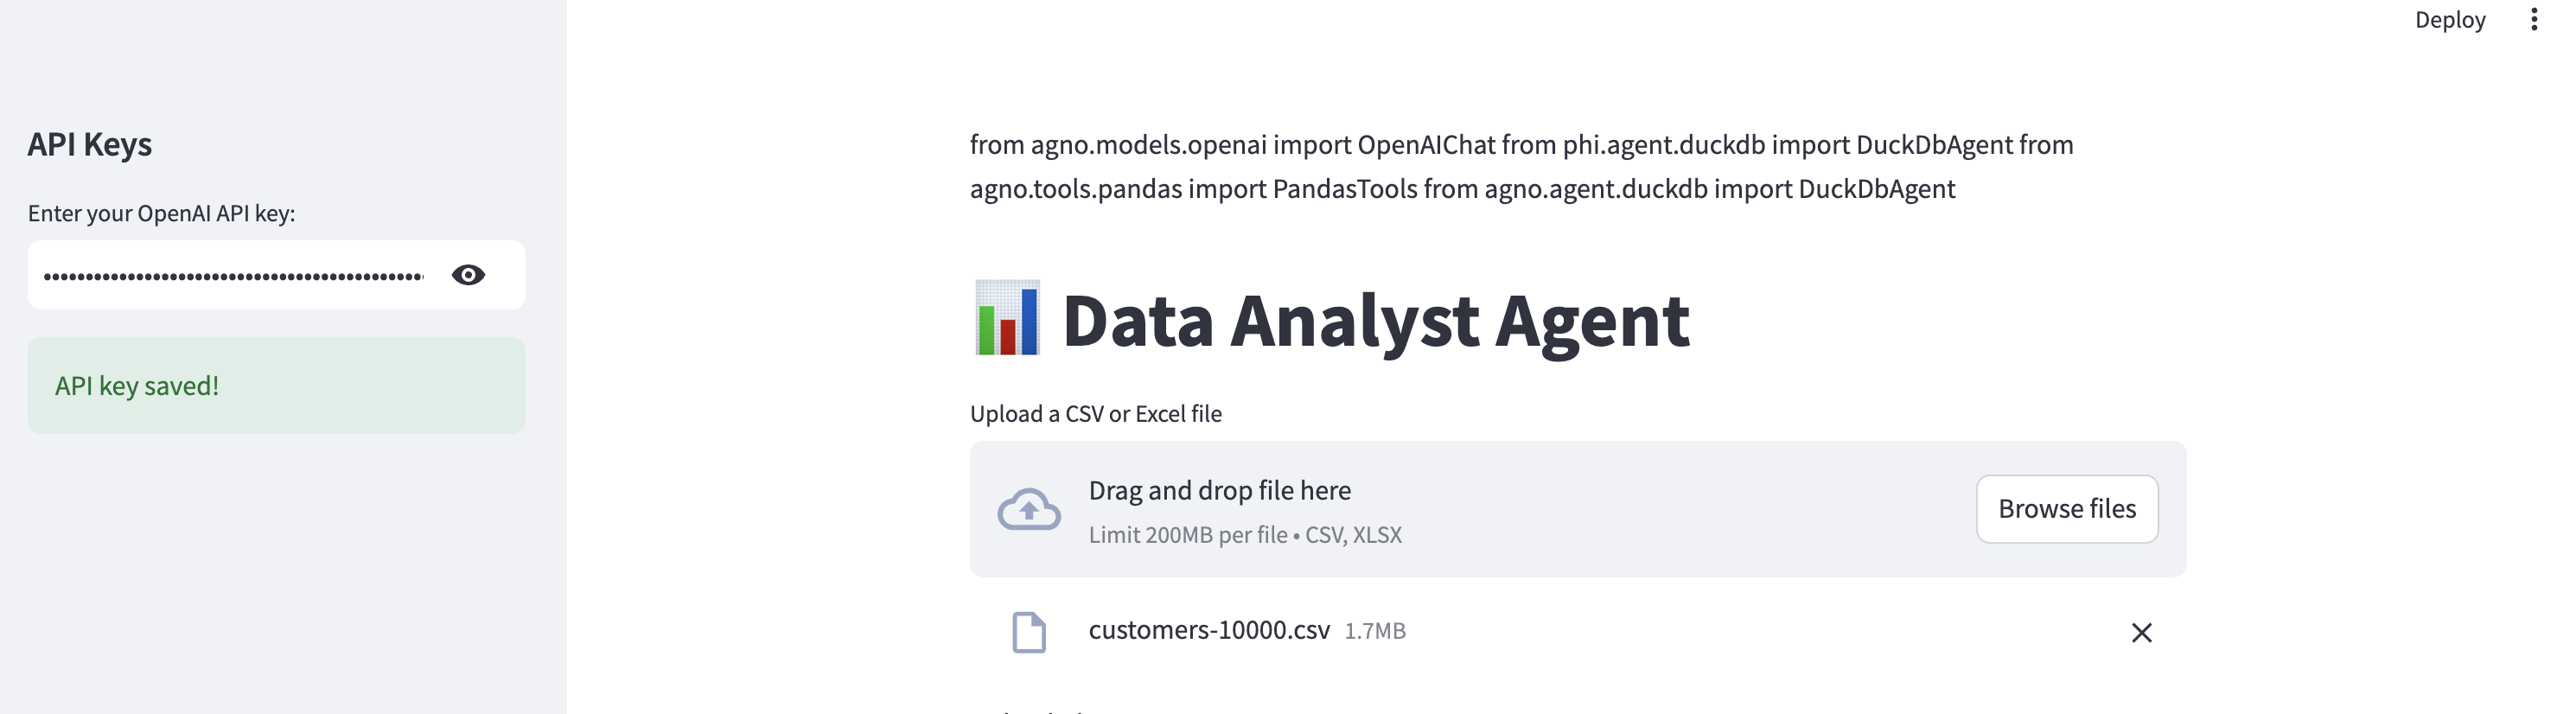 Deploy
API Keys
Enter your OpenAI API key:
API key saved!
from agno.models.openai import OpenAIChat from phi.agent.duckdb import DuckDbAgent from
agno.tools.pandas import PandasTools from agno.agent.duckdb import DuckDbAgent
Data Analyst Agent
Upload a CSV or Excel file
Drag and drop file here
Limit 200MB per file • CSV, XLSX
Browse files
customers-10000.csv 1.7MB